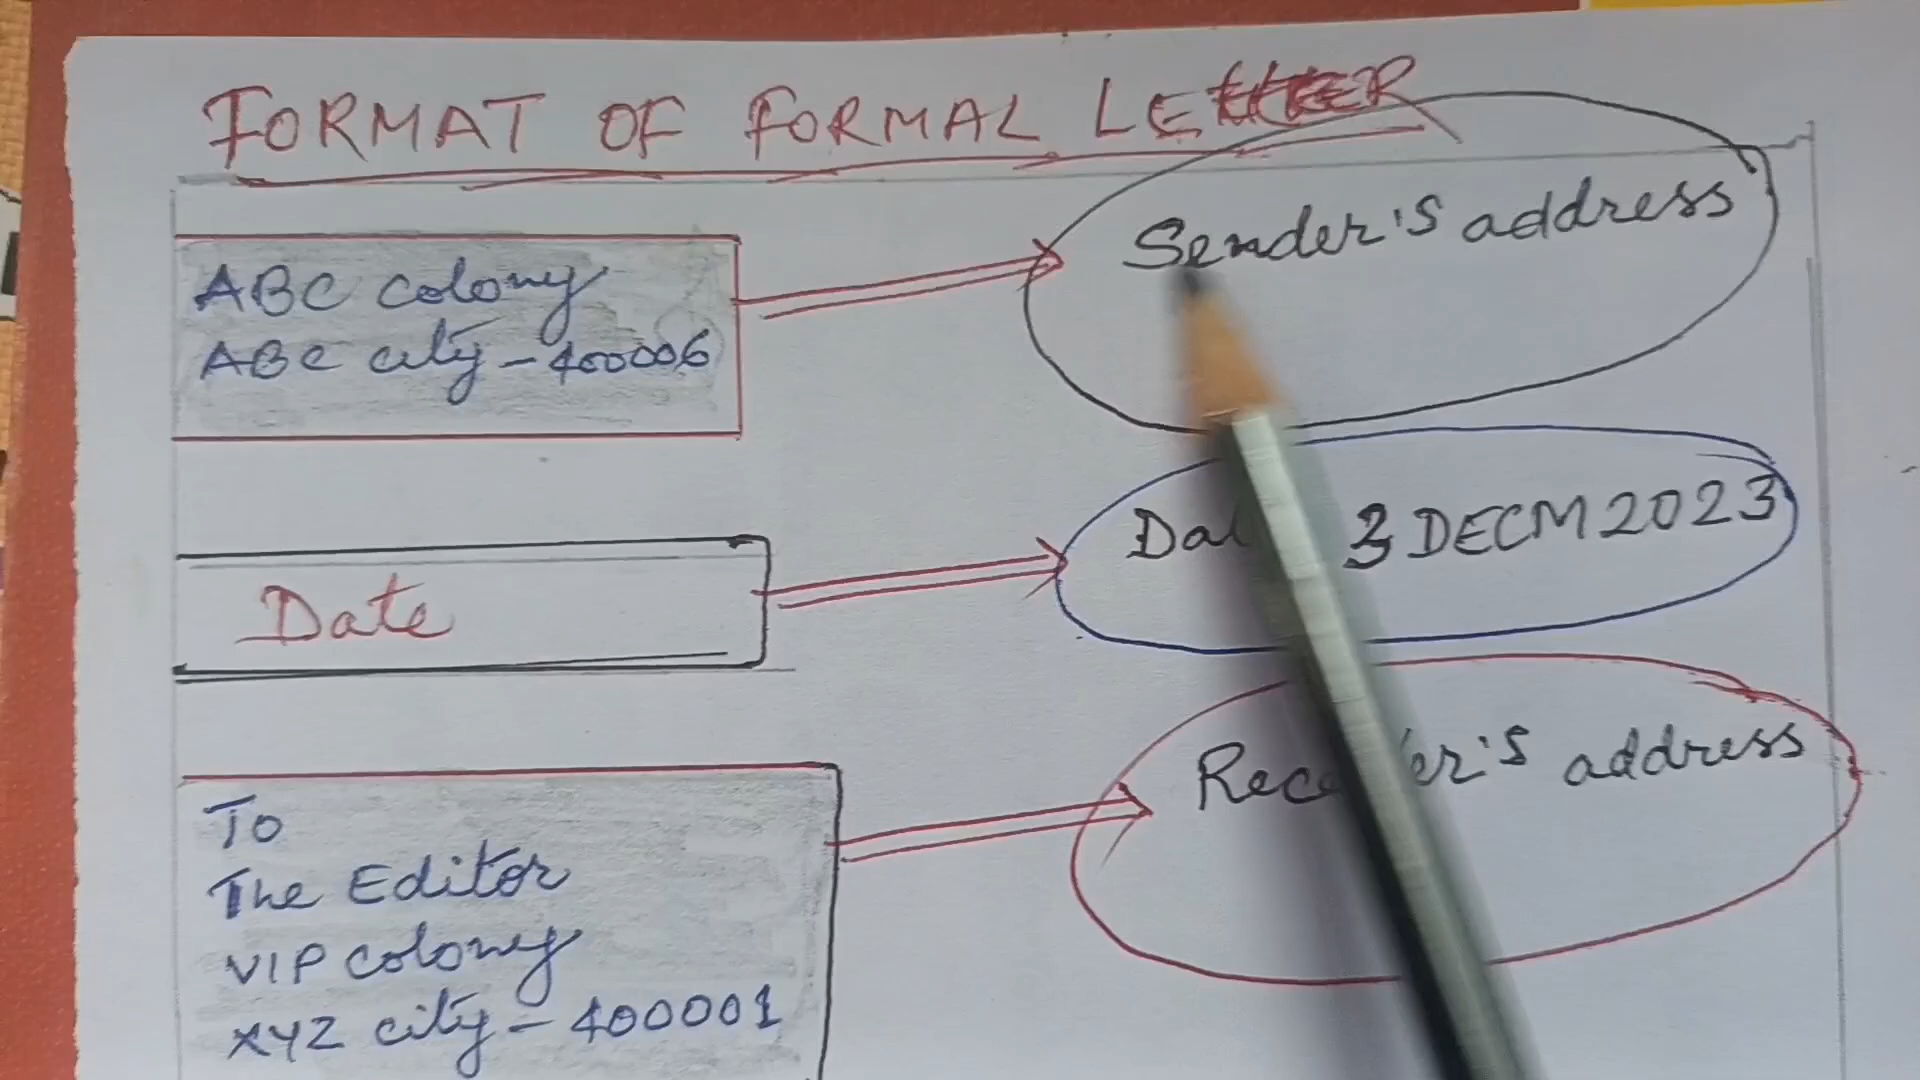 FORMAT OF FORMAL LETTER
ABC colony
ABC city - 400006
Sender's address
Date
3 DECM 2023
To
The Editor
VIP colony
XYZ city - 400001
address